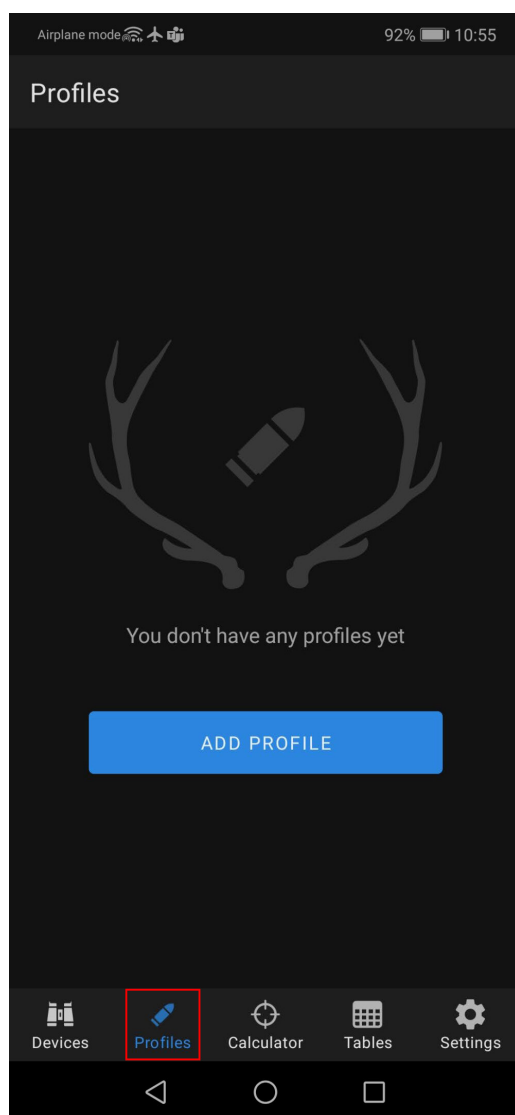 Airplane mode 92% 10:55
Profiles
You don't have any profiles yet
ADD PROFILE
Devices Profiles Calculator Tables Settings